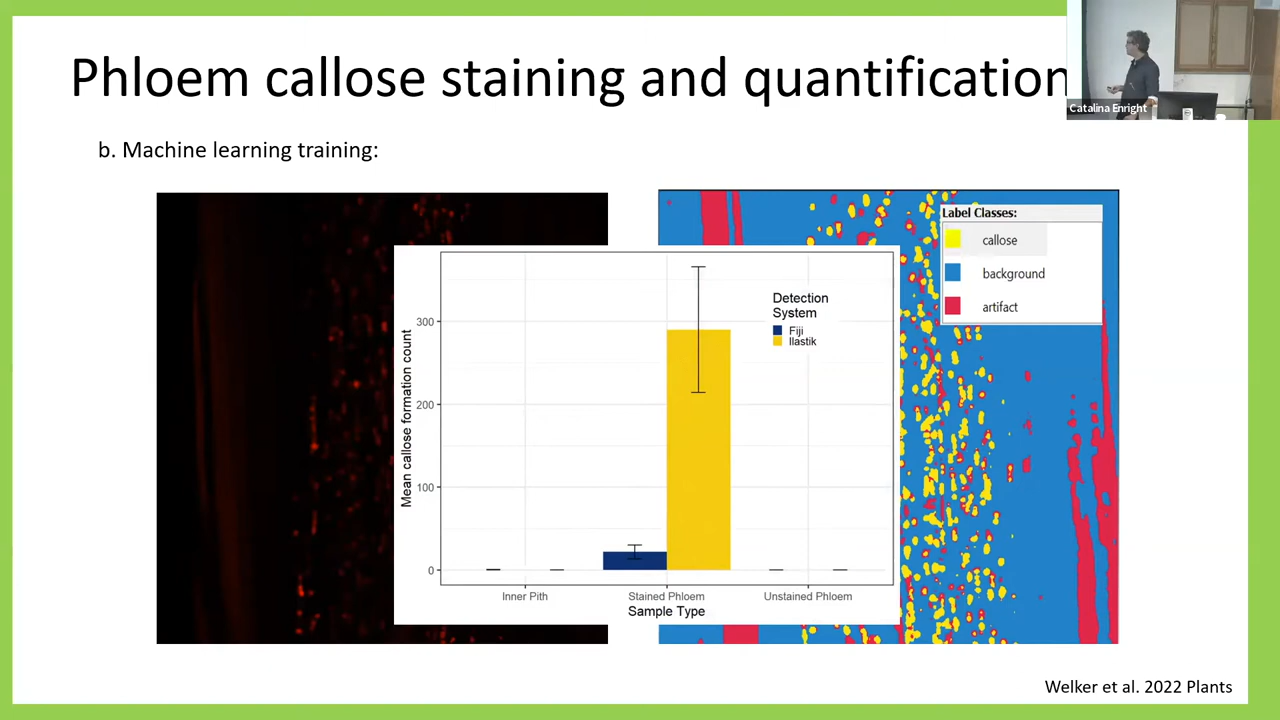 Phloem callose staining and quantification
Catalina Enright
b. Machine learning training:
Label Classes:
callose
background
artifact
Detection
System
Fiji
Ilastik
Mean callose formation count
300
200
100
0
Inner Pith
Stained Phloem
Unstained Phloem
Sample Type
Welker et al. 2022 Plants